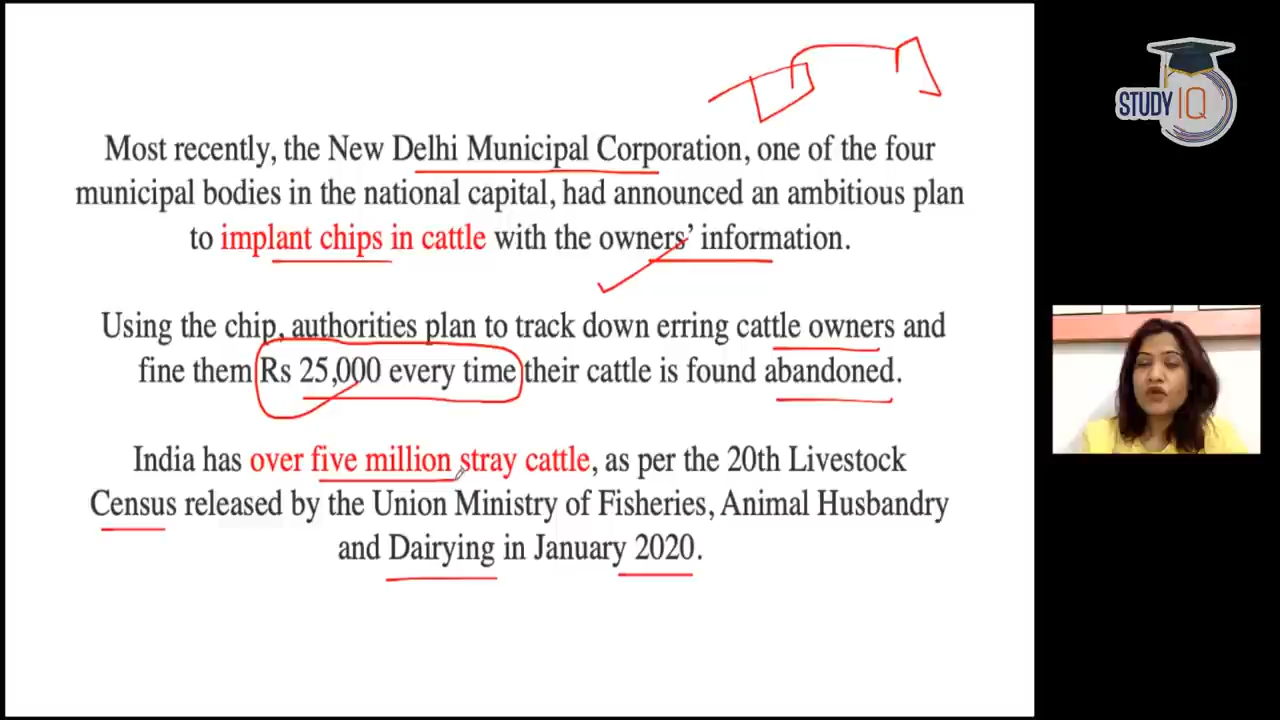 STUDY IQ
Most recently, the New Delhi Municipal Corporation, one of the four
municipal bodies in the national capital, had announced an ambitious plan
to implant chips in cattle with the owners' information.
Using the chip, authorities plan to track down erring cattle owners and
fine them Rs 25,000 every time their cattle is found abandoned.
India has over five million stray cattle, as per the 20th Livestock
Census released by the Union Ministry of Fisheries, Animal Husbandry
and Dairying in January 2020.